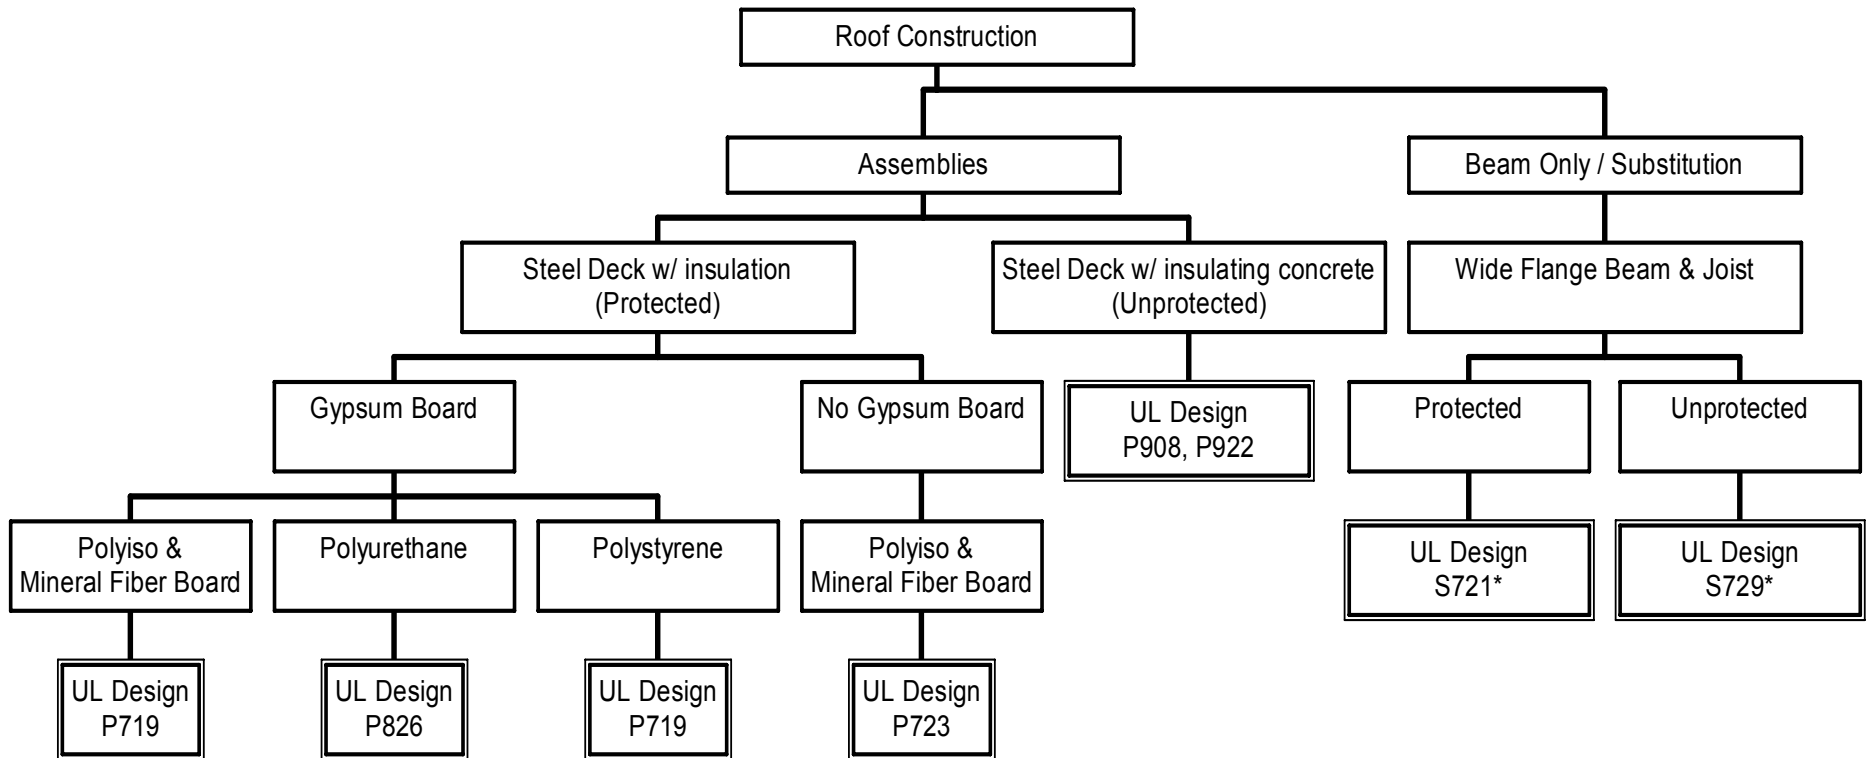 Roof Construction
Assemblies
Beam Only / Substitution
Steel Deck w/ insulation
(Protected)
Steel Deck w/ insulating concrete
(Unprotected)
Wide Flange Beam & Joist
Gypsum Board
No Gypsum Board
UL Design
P908, P922
Protected
Unprotected
Polyiso &
Mineral Fiber Board
Polyurethane
Polystyrene
Polyiso &
Mineral Fiber Board
UL Design
S721*
UL Design
S729*
UL Design
P719
UL Design
P826
UL Design
P719
UL Design
P723